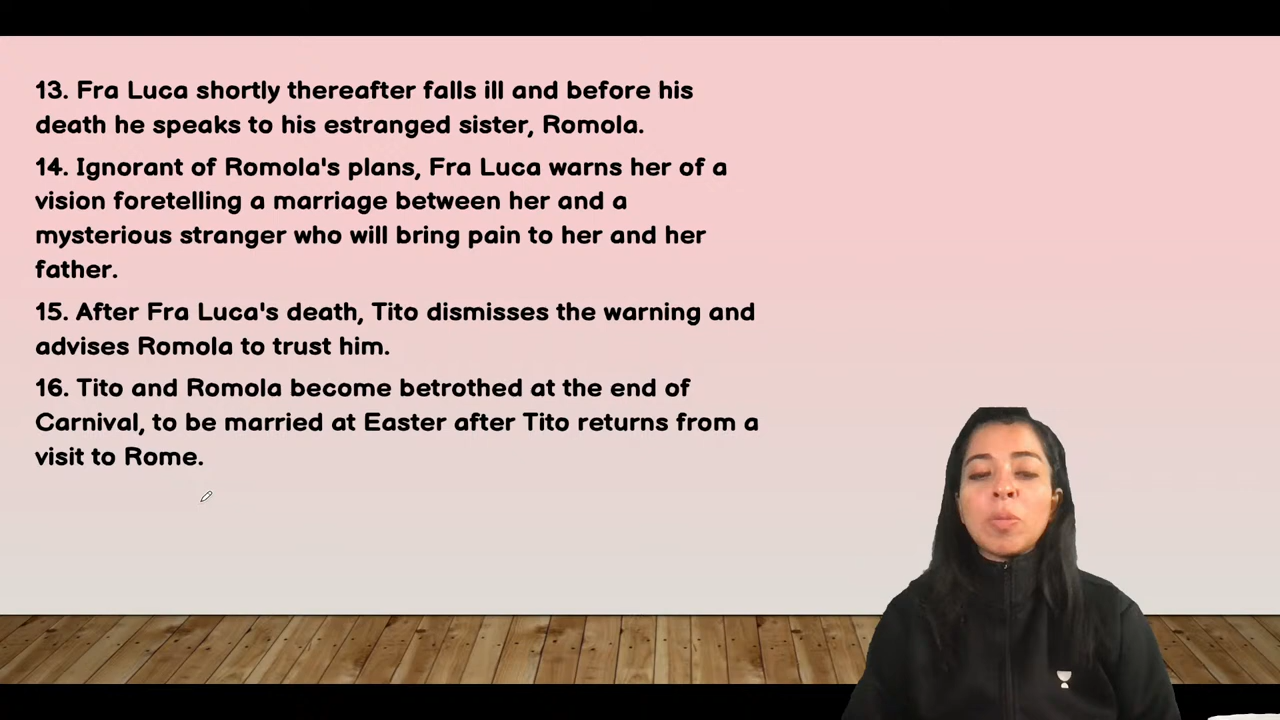 13. Fra Luca shortly thereafter falls ill and before his
death he speaks to his estranged sister, Romola.
14. Ignorant of Romola's plans, Fra Luca warns her of a
vision foretelling a marriage between her and a
mysterious stranger who will bring pain to her and her
father.
15. After Fra Luca's death, Tito dismisses the warning and
advises Romola to trust him.
16. Tito and Romola become betrothed at the end of
Carnival, to be married at Easter after Tito returns from a
visit to Rome.